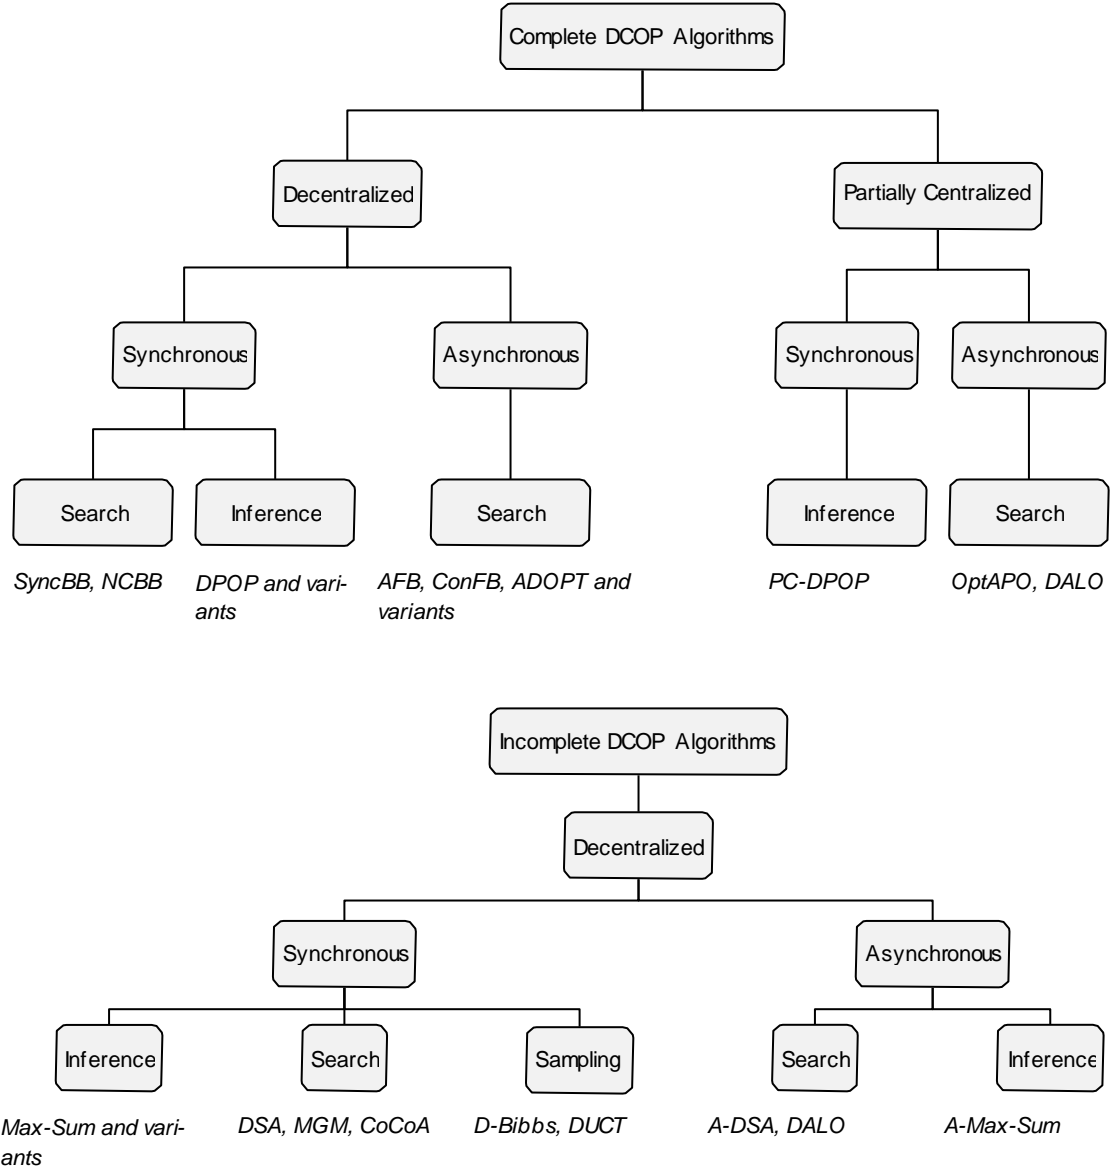 Complete DCOP Algorithms
Decentralized
Partially Centralized
Synchronous
Asynchronous
Synchronous
Asynchronous
Search
Inference
Search
Inference
Search
SyncBB, NCBB
DPOP and vari-
ants
AFB, ConFB, ADOPT and
variants
PC-DPOP
OptAPO, DALO
Incomplete DCOP Algorithms
Decentralized
Synchronous
Asynchronous
Inference
Search
Sampling
Search
Inference
Max-Sum and vari-
ants
DSA, MGM, CoCoA
D-Bibbs, DUCT
A-DSA, DALO
A-Max-Sum